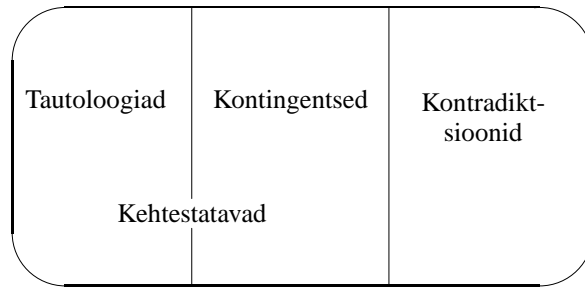 Tautoloogiad
Kontingentsed
Kontradikt-
sioonid
Kehtestatavad